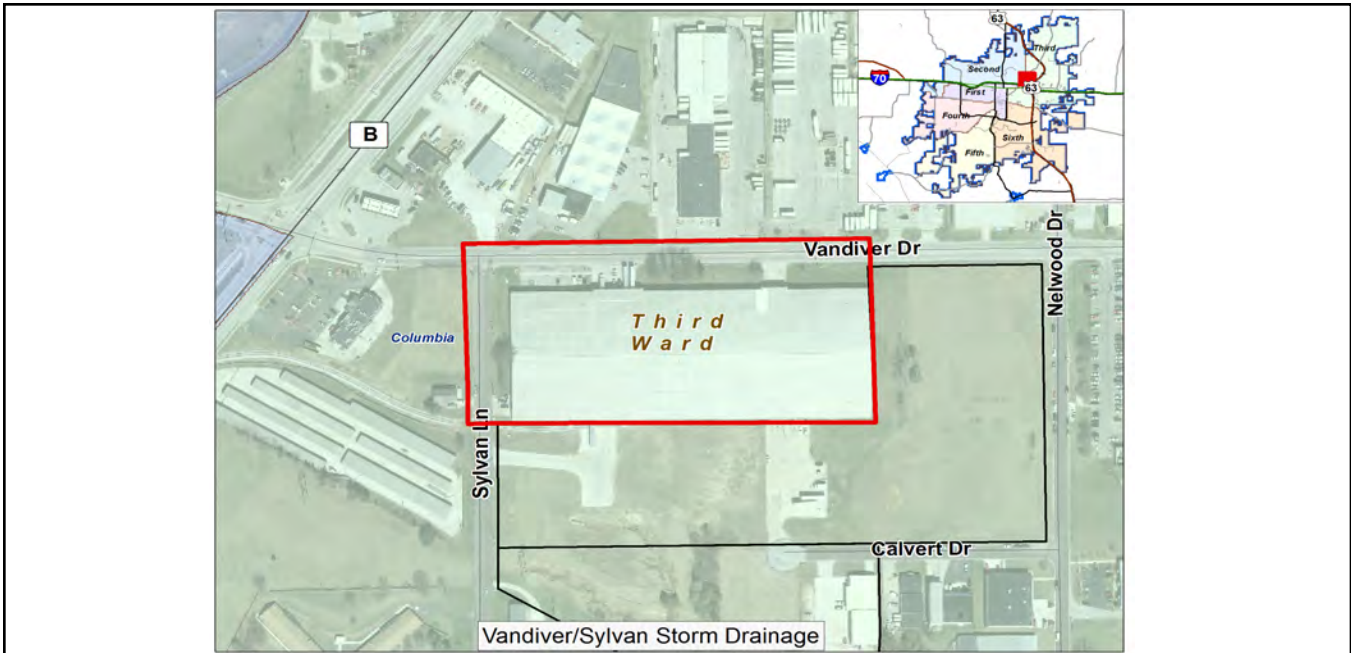 63
Third
Second
70
63
First
Fourth
Sixth
Fifth
B
Vandiver Dr
Nelwood Dr
Third
Ward
Columbia
Sylvan Ln
Calvert Dr
Vandiver/Sylvan Storm Drainage